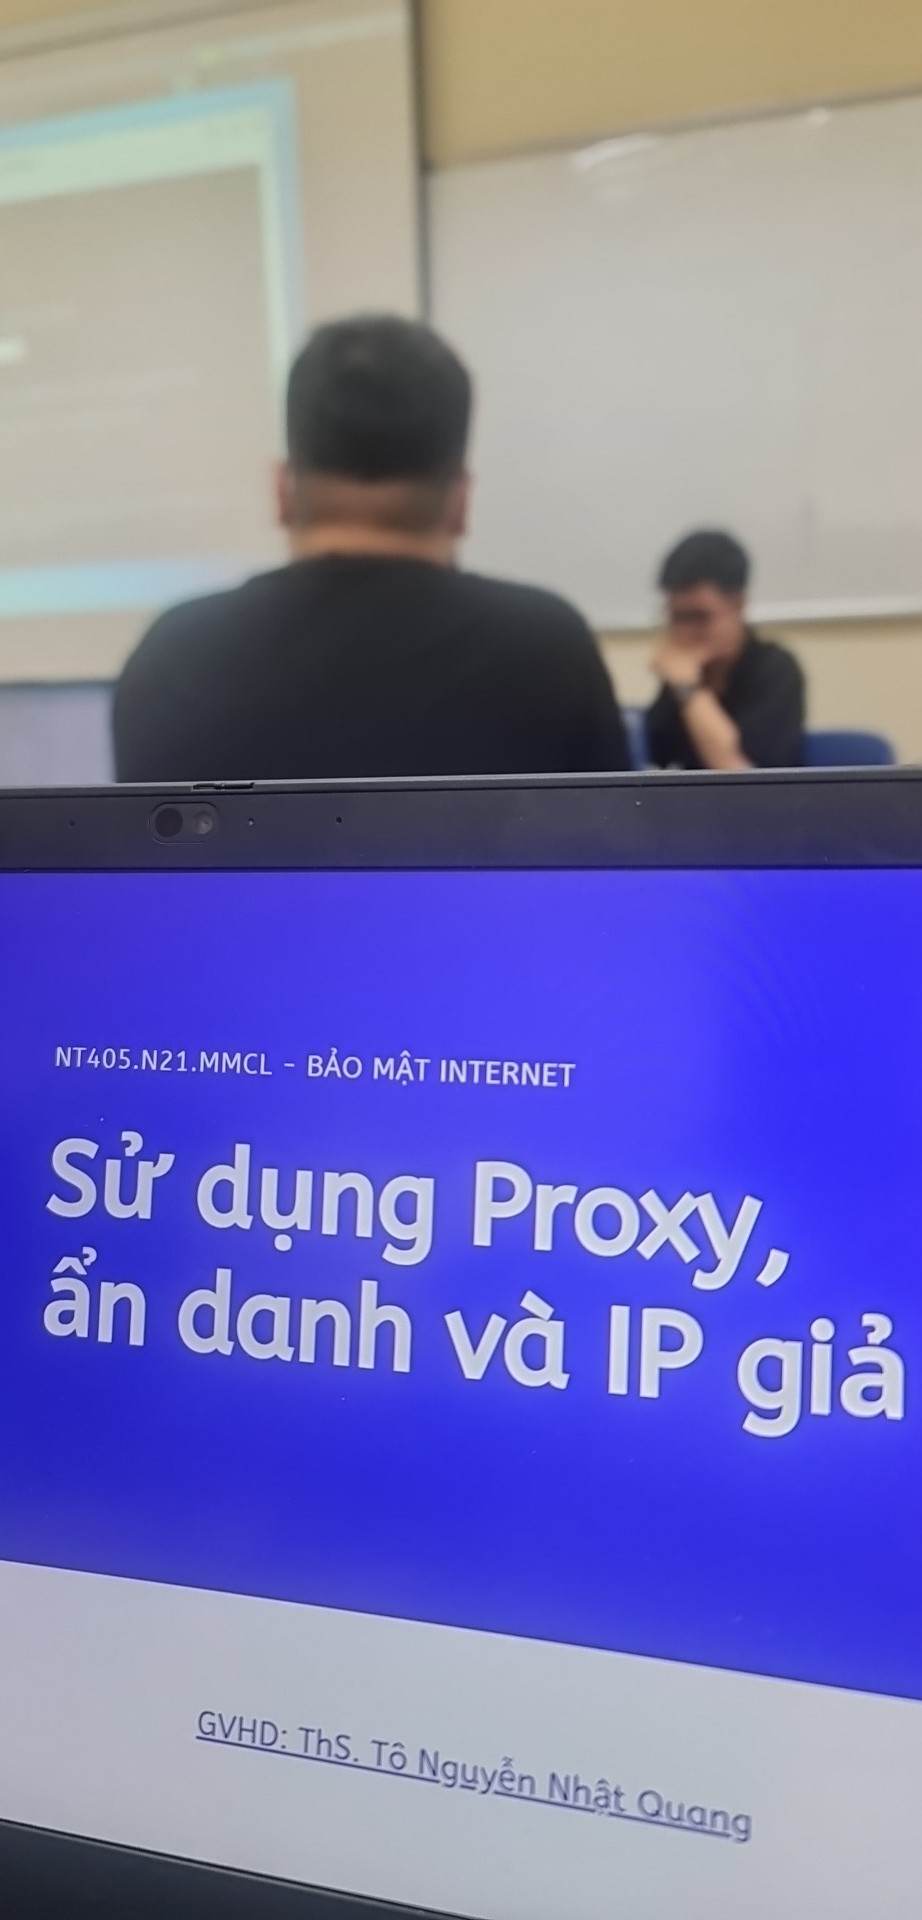 NT405.N21.MMCL - BẢO MẬT INTERNET
Sử dụng Proxy,
ẩn danh và IP giả
GVHD: ThS. Tô Nguyễn Nhật Quang